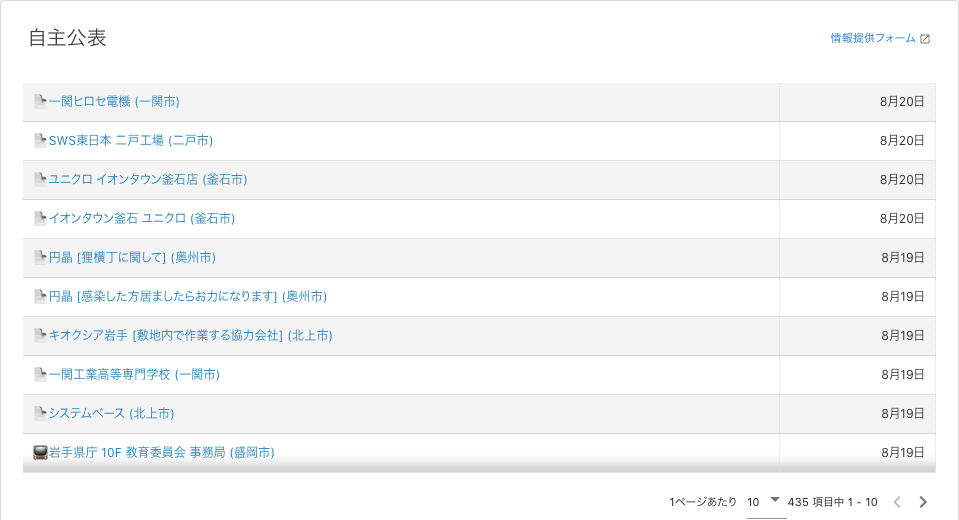 自主公表
情報提供フォーム
一関ヒロセ電機 (一関市) 8月20日
SWS東日本 二戸工場 (二戸市) 8月20日
ユニクロ イオンタウン釜石店 (釜石市) 8月20日
イオンタウン釜石 ユニクロ (釜石市) 8月20日
円晶 [狸横丁に関して] (奥州市) 8月19日
円晶 [感染した方居ましたらお力になります] (奥州市) 8月19日
キオクシア岩手 [敷地内で作業する協力会社] (北上市) 8月19日
一関工業高等専門学校 (一関市) 8月19日
システムベース (北上市) 8月19日
岩手県庁 10F 教育委員会 事務局 (盛岡市) 8月19日
1ページあたり 10 435 項目中 1 - 10